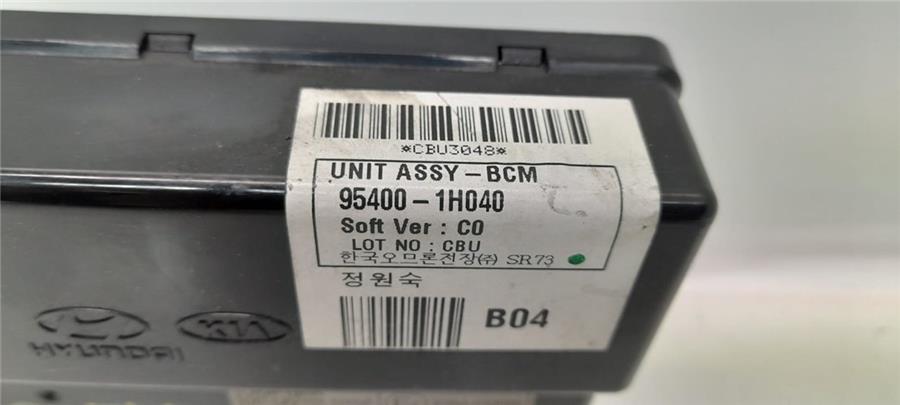 *CBU3048*
UNIT ASSY-BCM
95400-1H040
Soft Ver : C0
LOT NO : CBU
한국오므론전장㈜ SR73
정원숙
B04
HYUNDAI
KIA